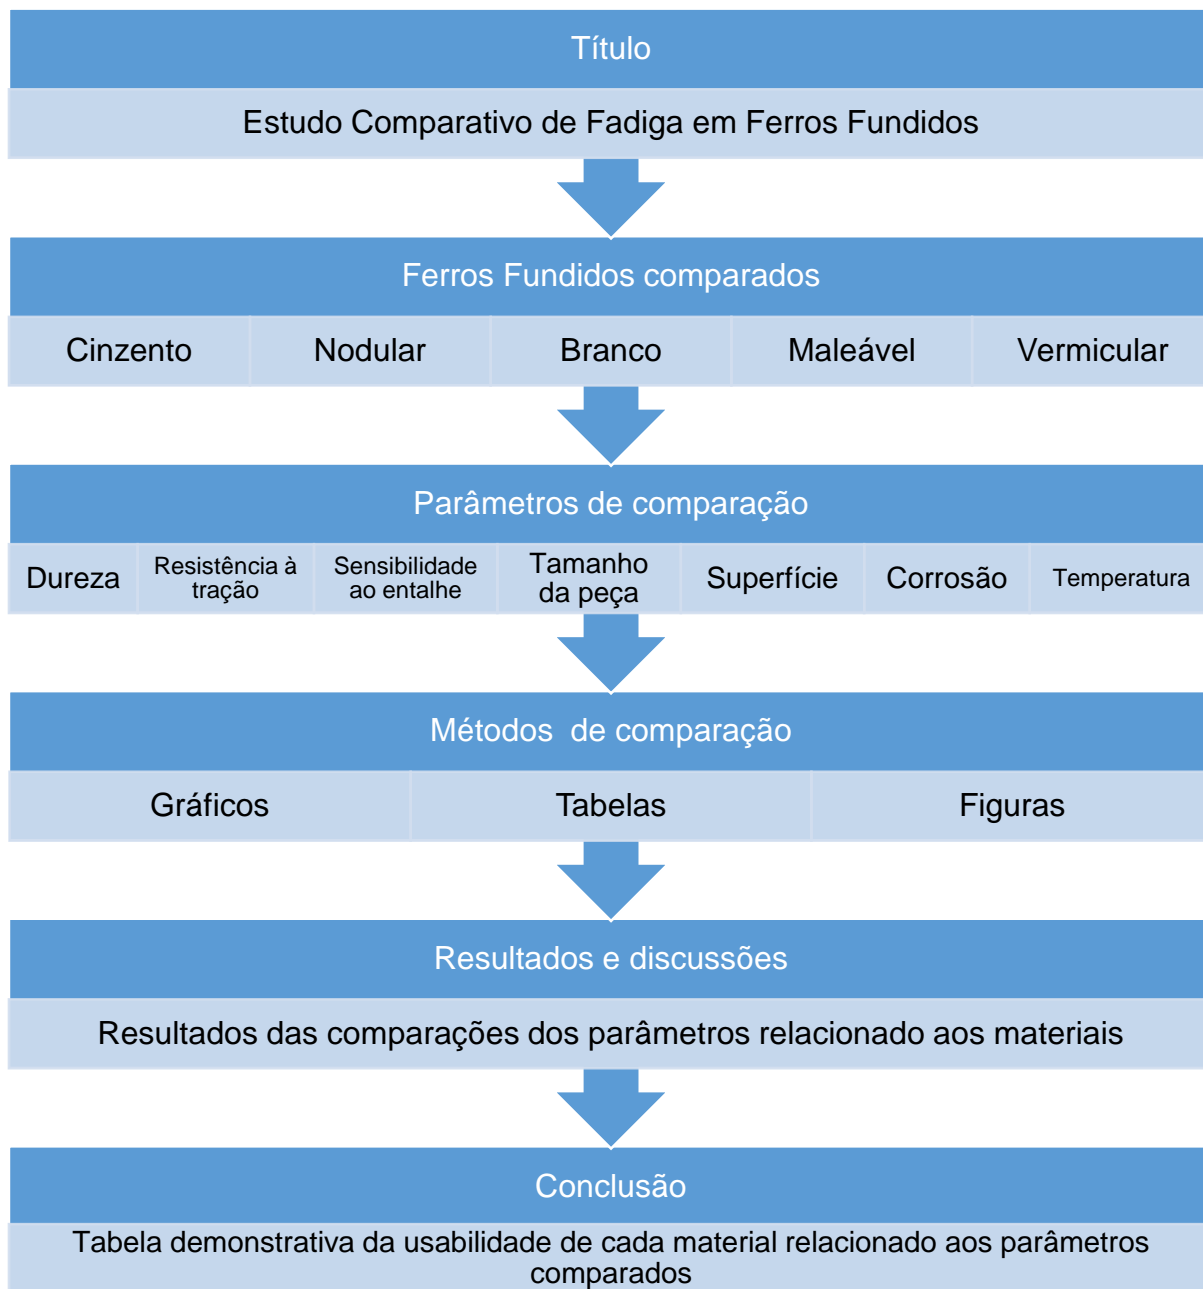 Título
Estudo Comparativo de Fadiga em Ferros Fundidos
Ferros Fundidos comparados
Cinzento
Nodular
Branco
Maleável
Vermicular
Parâmetros de comparação
Dureza
Resistência à
tração
Sensibilidade
ao entalhe
Tamanho
da peça
Superfície
Corrosão
Temperatura
Métodos de comparação
Gráficos
Tabelas
Figuras
Resultados e discussões
Resultados das comparações dos parâmetros relacionado aos materiais
Conclusão
Tabela demonstrativa da usabilidade de cada material relacionado aos parâmetros
comparados